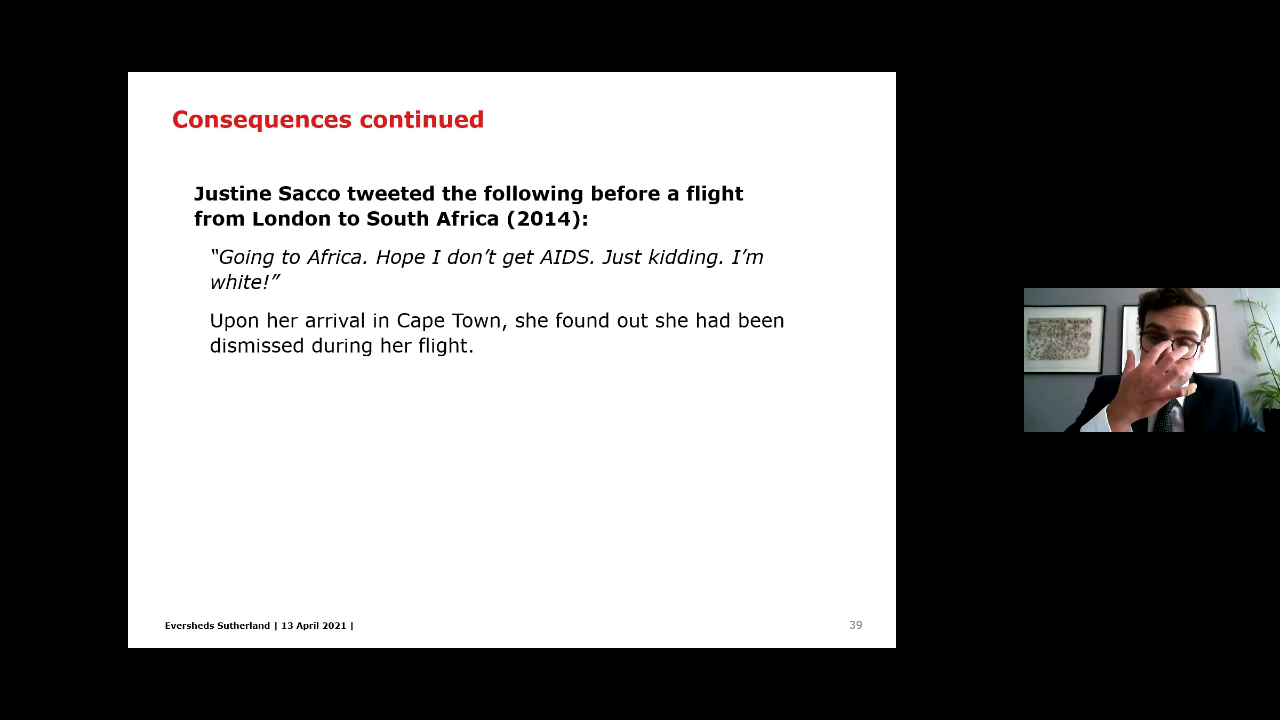 Consequences continued
Justine Sacco tweeted the following before a flight
from London to South Africa (2014):
“Going to Africa. Hope I don’t get AIDS. Just kidding. I’m
white!”
Upon her arrival in Cape Town, she found out she had been
dismissed during her flight.
Eversheds Sutherland | 13 April 2021 |
39